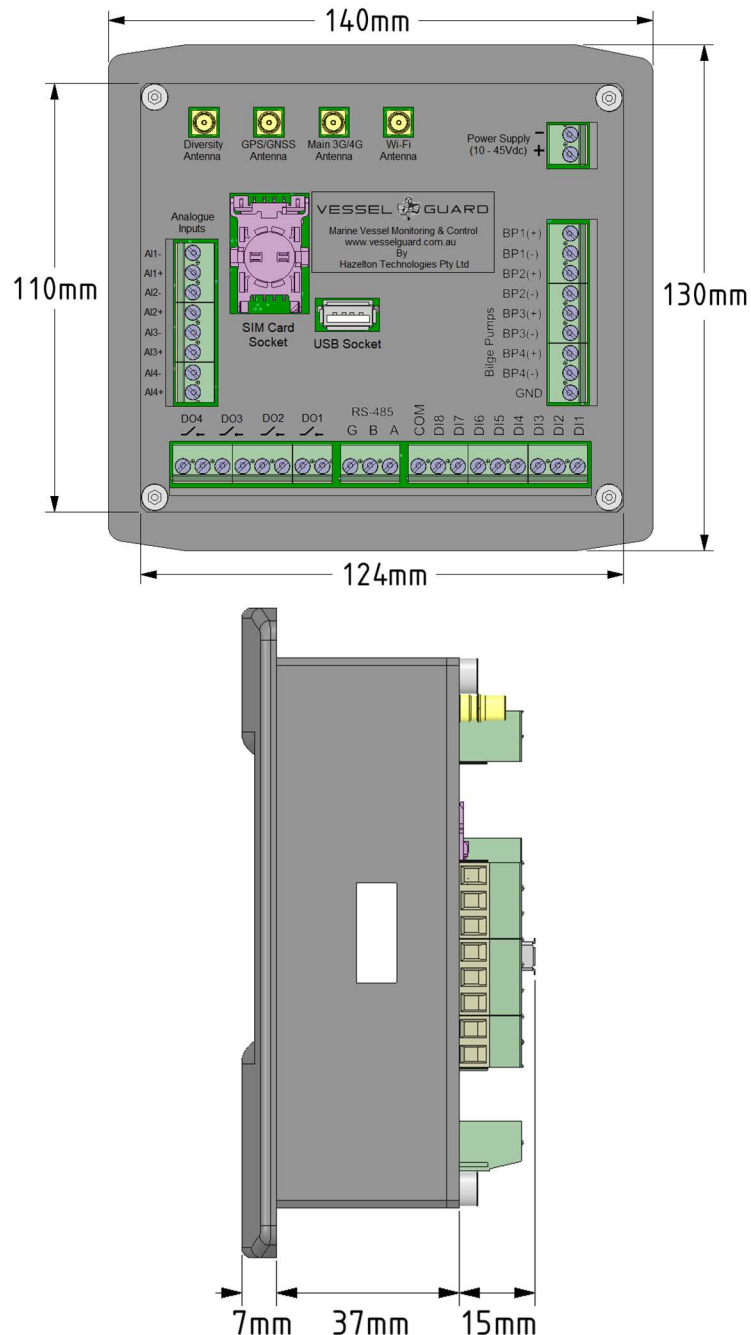 140mm
Diversity
Antenna
GPS/GNSS
Antenna
Main 3G/4G
Antenna
Wi-Fi
Antenna
Power Supply
(10 - 45Vdc)
-
+
Analogue
Inputs
AI1-
AI1+
AI2-
AI2+
AI3-
AI3+
AI4-
AI4+
VESSEL GUARD
Marine Vessel Monitoring & Control
www.vesselguard.com.au
By
Hazelton Technologies Pty Ltd
SIM Card
Socket
USB Socket
Bilge Pumps
BP1(+)
BP1(-)
BP2(+)
BP2(-)
BP3(+)
BP3(-)
BP4(+)
BP4(-)
GND
110mm
130mm
DO4 DO3 DO2 DO1
RS-485
G B A
COM DI8 DI7 DI6 DI5 DI4 DI3 DI2 DI1
124mm
7mm 37mm 15mm